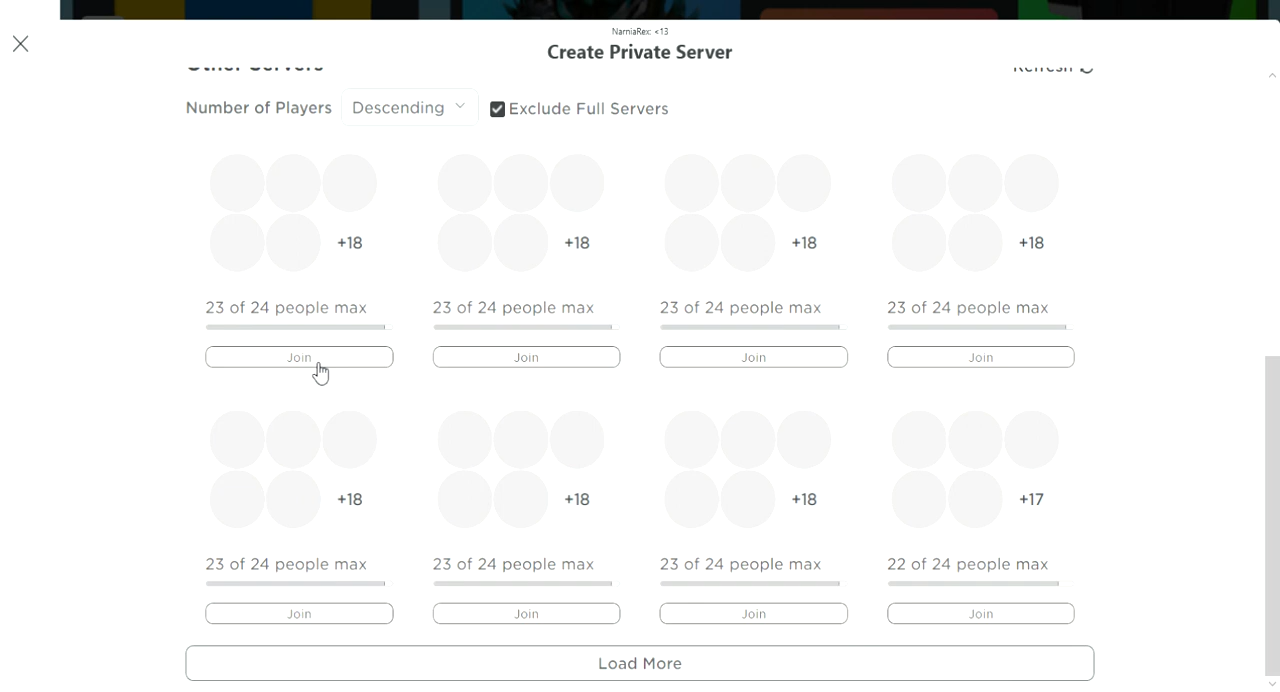 NarniaRex: <13
Create Private Server
Other Servers
Refresh
Number of Players Descending Exclude Full Servers
+18 +18 +18 +18
23 of 24 people max 23 of 24 people max 23 of 24 people max 23 of 24 people max
Join Join Join Join
+18 +18 +18 +17
23 of 24 people max 23 of 24 people max 23 of 24 people max 22 of 24 people max
Join Join Join Join
Load More